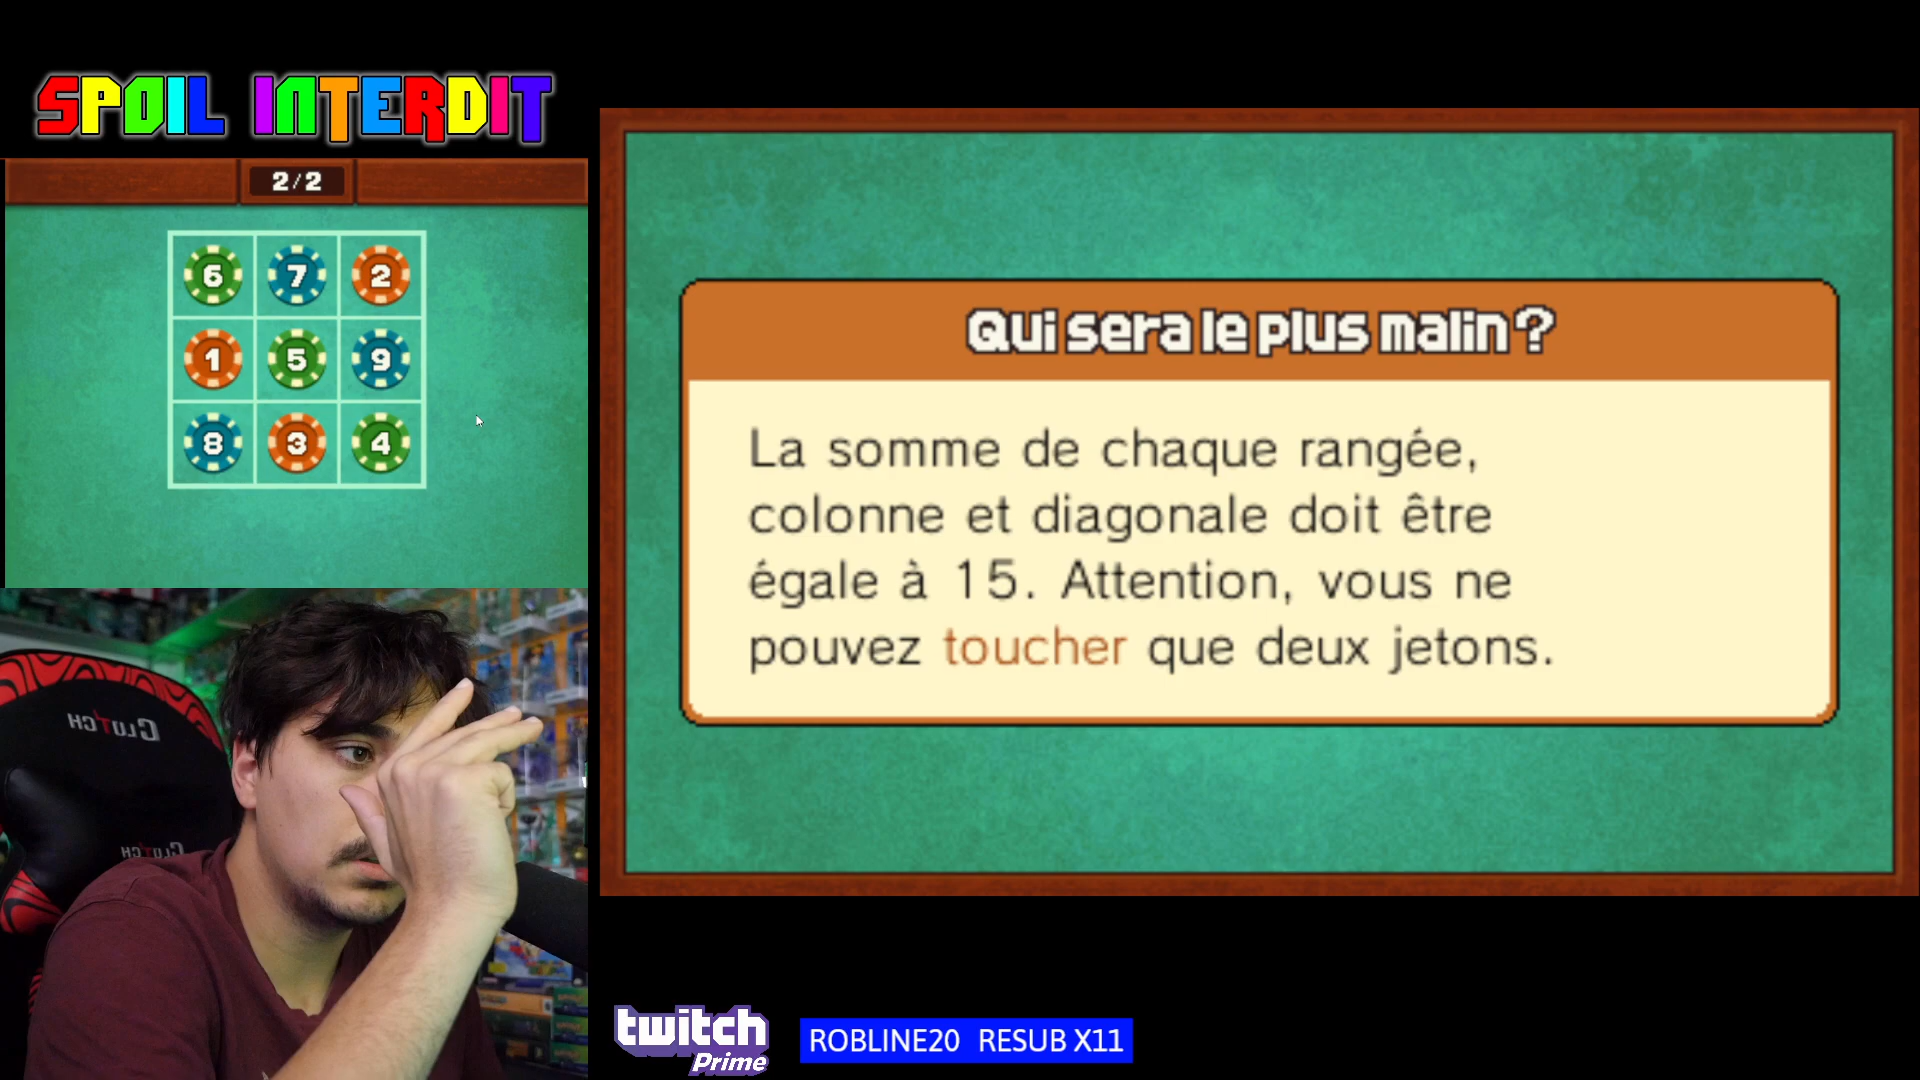 SPOIL INTERDIT
2/2
6 7 2
1 5 9
8 3 4
Qui sera le plus malin ?
La somme de chaque rangée,
colonne et diagonale doit être
égale à 15. Attention, vous ne
pouvez toucher que deux jetons.
CLUTCH
CLUTCH
twitch
Prime
ROBLINE20 RESUB X11